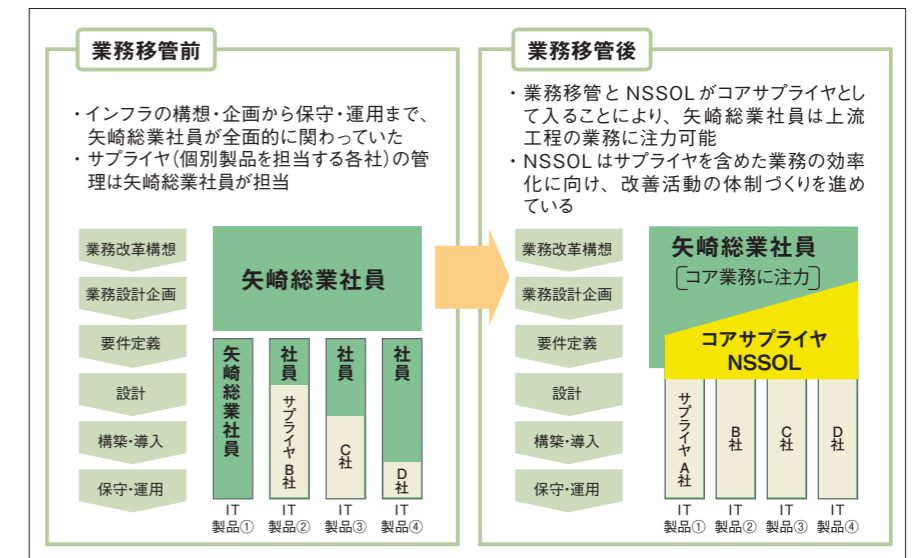 業務移管前
・インフラの構想・企画から保守・運用まで、
矢崎総業社員が全面的に関わっていた
・サプライヤ(個別製品を担当する各社)の管
理は矢崎総業社員が担当
業務改革構想
業務設計企画
要件定義
設計
構築・導入
保守・運用
矢崎総業社員
矢崎総業社員
社員
サプライヤ B社
社員
C社
社員
D社
IT
製品①
IT
製品②
IT
製品③
IT
製品④
業務移管後
・業務移管と NSSOL がコアサプライヤとし
て入ることにより、矢崎総業社員は上流
工程の業務に注力可能
・NSSOL はサプライヤを含めた業務の効率
化に向け、改善活動の体制づくりを進め
ている
業務改革構想
業務設計企画
要件定義
設計
構築・導入
保守・運用
矢崎総業社員
[コア業務に注力]
コアサプライヤ
NSSOL
サプライヤ A社
B社
C社
D社
IT
製品①
IT
製品②
IT
製品③
IT
製品④